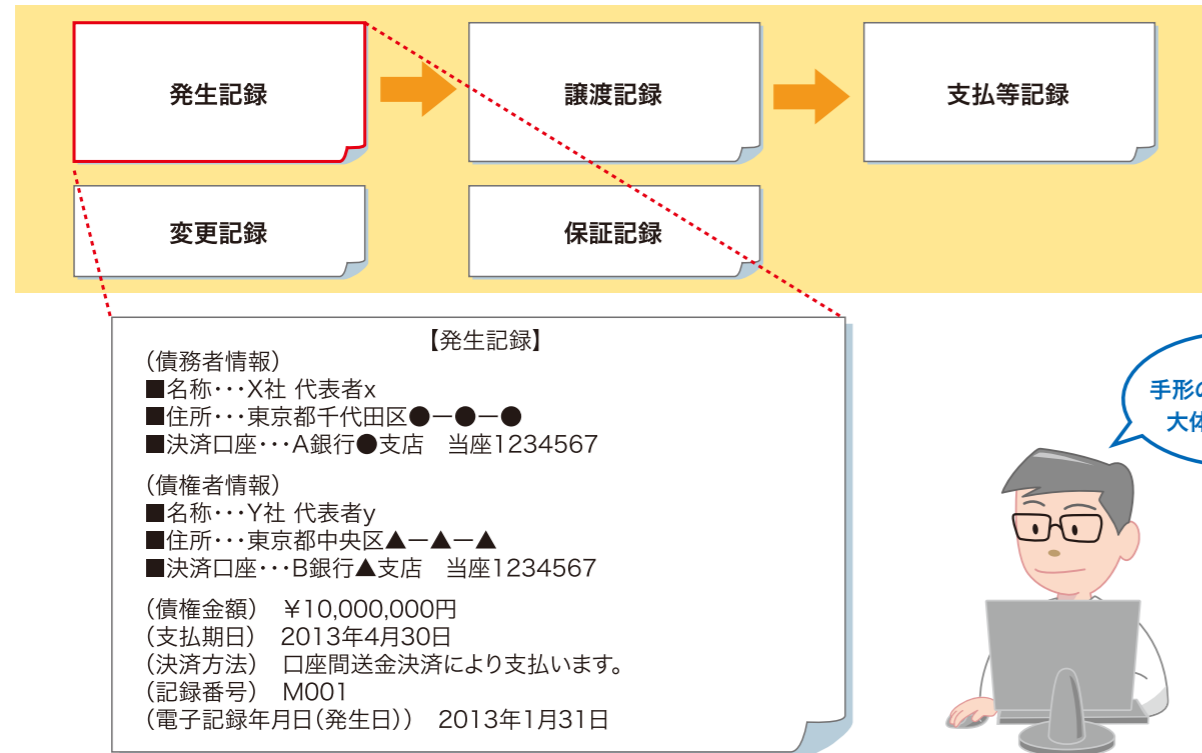 発生記録
譲渡記録
支払等記録
変更記録
保証記録
【発生記録】
（債務者情報）
■名称･･･X社 代表者x
■住所･･･東京都千代田区●ー●ー●
■決済口座･･･A銀行●支店　当座1234567
（債権者情報）
■名称･･･Y社 代表者y
■住所･･･東京都中央区▲ー▲ー▲
■決済口座･･･B銀行▲支店　当座1234567
（債権金額）　¥10,000,000円
（支払期日）　2013年4月30日
（決済方法）　口座間送金決済により支払います。
（記録番号）　M001
（電子記録年月日（発生日））　2013年1月31日
手形の
大体